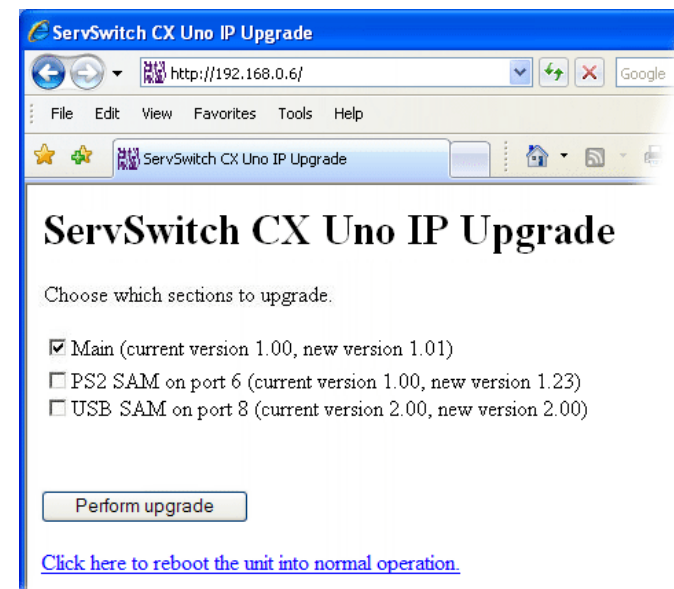 ServSwitch CX Uno IP Upgrade
http://192.168.0.6/
Google
File Edit View Favorites Tools Help
ServSwitch CX Uno IP Upgrade
ServSwitch CX Uno IP Upgrade
Choose which sections to upgrade.
Main (current version 1.00, new version 1.01)
PS2 SAM on port 6 (current version 1.00, new version 1.23)
USB SAM on port 8 (current version 2.00, new version 2.00)
Perform upgrade
Click here to reboot the unit into normal operation.